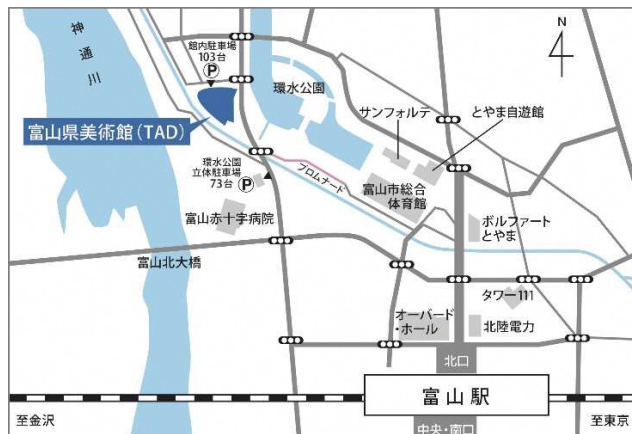 神通川
館内駐車場
103台
P
富山県美術館(TAD)
環水公園
N
サンフォルテ
とやま自遊館
環水公園
立体駐車場
73台
P
プロムナード
富山市総合
体育館
富山赤十字病院
ボルファート
とやま
富山北大橋
タワー111
オーバード
・ホール
北陸電力
北口
富山駅
至金沢
中央・南口
至東京